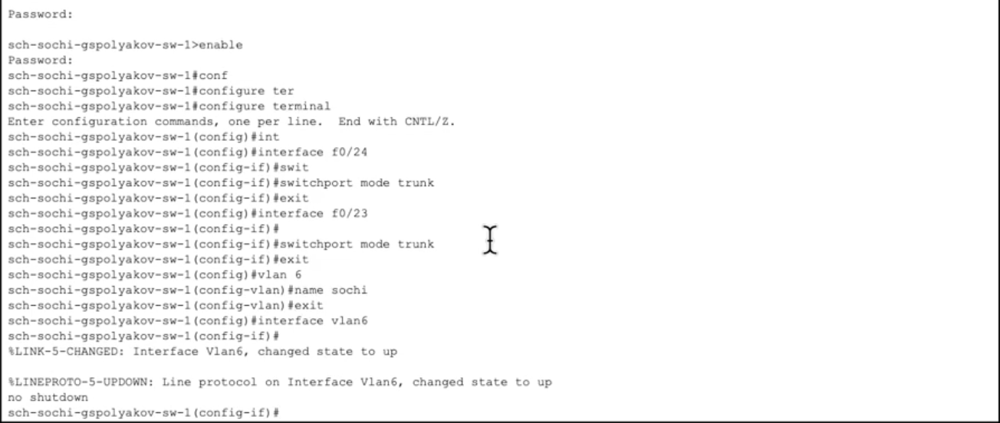 Password:
sch-sochi-gspolyakov-sw-1>enable
Password:
sch-sochi-gspolyakov-sw-1#conf
sch-sochi-gspolyakov-sw-1#configure ter
sch-sochi-gspolyakov-sw-1#configure terminal
Enter configuration commands, one per line.  End with CNTL/Z.
sch-sochi-gspolyakov-sw-1(config)#int
sch-sochi-gspolyakov-sw-1(config)#interface f0/24
sch-sochi-gspolyakov-sw-1(config-if)#swit
sch-sochi-gspolyakov-sw-1(config-if)#switchport mode trunk
sch-sochi-gspolyakov-sw-1(config-if)#exit
sch-sochi-gspolyakov-sw-1(config)#interface f0/23
sch-sochi-gspolyakov-sw-1(config-if)#
sch-sochi-gspolyakov-sw-1(config-if)#switchport mode trunk
sch-sochi-gspolyakov-sw-1(config-if)#exit
sch-sochi-gspolyakov-sw-1(config)#vlan 6
sch-sochi-gspolyakov-sw-1(config-vlan)#name sochi
sch-sochi-gspolyakov-sw-1(config-vlan)#exit
sch-sochi-gspolyakov-sw-1(config)#interface vlan6
sch-sochi-gspolyakov-sw-1(config-if)#
%LINK-5-CHANGED: Interface Vlan6, changed state to up
%LINEPROTO-5-UPDOWN: Line protocol on Interface Vlan6, changed state to up
no shutdown
sch-sochi-gspolyakov-sw-1(config-if)#